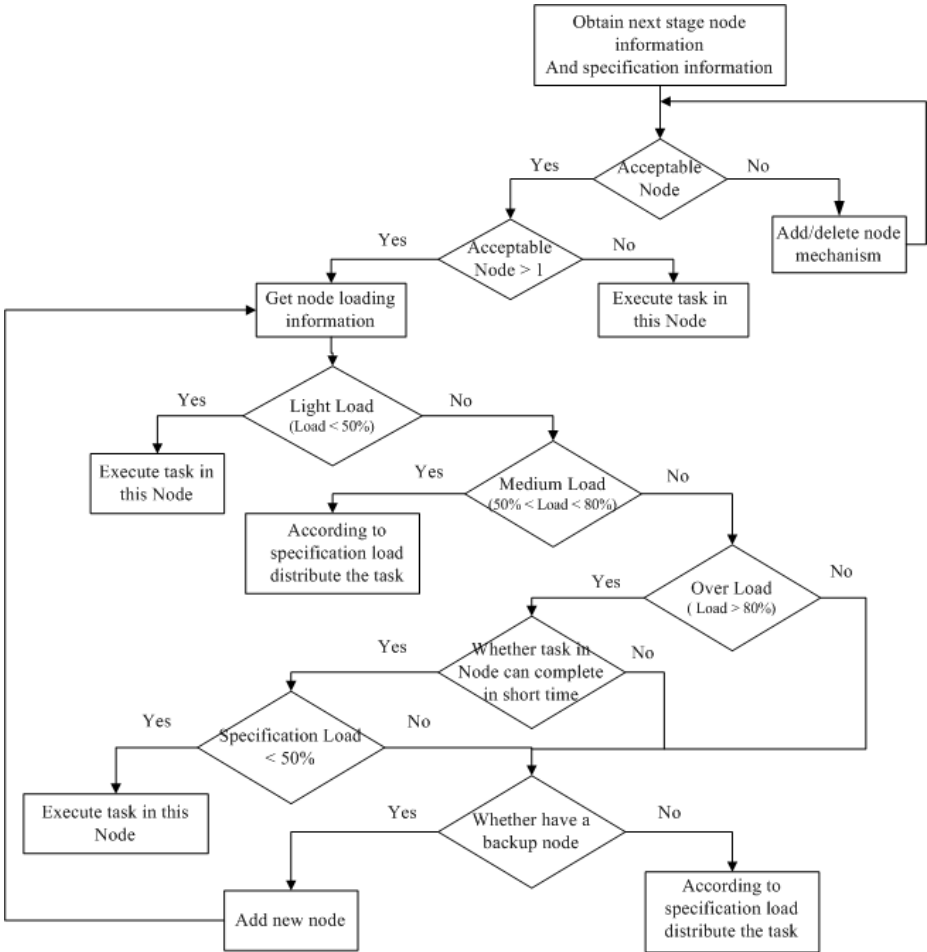 Obtain next stage node
information
And specification information
Yes
Acceptable
Node
No
Add/delete node
mechanism
Yes
Acceptable
Node > 1
No
Get node loading
information
Execute task in
this Node
Yes
Light Load
(Load < 50%)
No
Execute task in
this Node
Yes
Medium Load
(50% < Load < 80%)
No
According to
specification load
distribute the task
Yes
Over Load
( Load > 80%)
No
Yes
Whether task in
Node can complete
in short time
No
Yes
Specification Load
< 50%
No
Execute task in this
Node
Yes
Whether have a
backup node
No
Add new node
According to
specification load
distribute the task